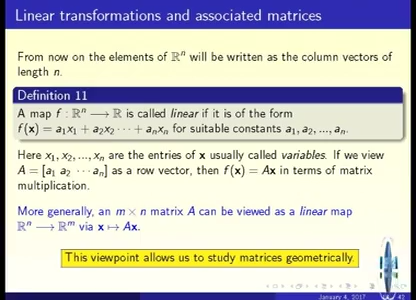 Linear transformations and associated matrices
From now on the elements of ℝⁿ will be written as the column vectors of
length n.
Definition 11
A map f : ℝⁿ ⟶ ℝ is called linear if it is of the form
f(x) = a₁x₁ + a₂x₂ ··· + aₙxₙ for suitable constants a₁, a₂, ..., aₙ.
Here x₁, x₂, ..., xₙ are the entries of x usually called variables. If we view
A = [a₁ a₂ ··· aₙ] as a row vector, then f(x) = Ax in terms of matrix
multiplication.
More generally, an m × n matrix A can be viewed as a linear map
ℝⁿ ⟶ ℝᵐ via x ↦ Ax.
This viewpoint allows us to study matrices geometrically.
January 4, 2017